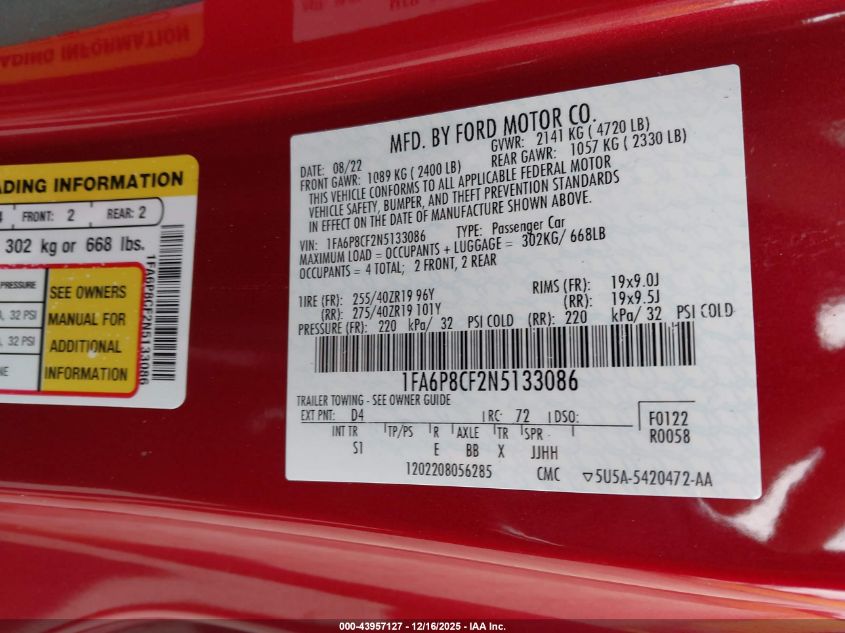 ADING INFORMATION
4 FRONT: 2 REAR: 2
302 kg or 668 lbs.
PRESSURE
32 PSI
32 PSI
NE
SEE OWNERS
MANUAL FOR
ADDITIONAL
INFORMATION
1FA6P8CF2N5133086
MFD. BY FORD MOTOR CO.
DATE: 08/22 GVWR: 2141 KG ( 4720 LB)
FRONT GAWR: 1089 KG ( 2400 LB) REAR GAWR: 1057 KG ( 2330 LB)
THIS VEHICLE CONFORMS TO ALL APPLICABLE FEDERAL MOTOR
VEHICLE SAFETY, BUMPER, AND THEFT PREVENTION STANDARDS
IN EFFECT ON THE DATE OF MANUFACTURE SHOWN ABOVE.
VIN: 1FA6P8CF2N5133086 TYPE: Passenger Car
MAXIMUM LOAD = OCCUPANTS + LUGGAGE = 302KG/ 668LB
OCCUPANTS = 4 TOTAL; 2 FRONT, 2 REAR
TIRE (FR): 255/40ZR19 96Y RIMS (FR): 19x9.0J
(RR): 275/40ZR19 101Y (RR): 19x9.5J
PRESSURE (FR): 220 kPa/ 32 PSI COLD (RR): 220 kPa/ 32 PSI COLD
1FA6P8CF2N5133086
TRAILER TOWING - SEE OWNER GUIDE
EXT PNT: D4 RC: 72 DSO: F0122
R0058
INT TR TP/PS R AXLE TR SPR
S1 E BB X JJHH
1202208056285 CMC ▽5U5A-5420472-AA
000-43957127 - 12/16/2025 - IAA Inc.